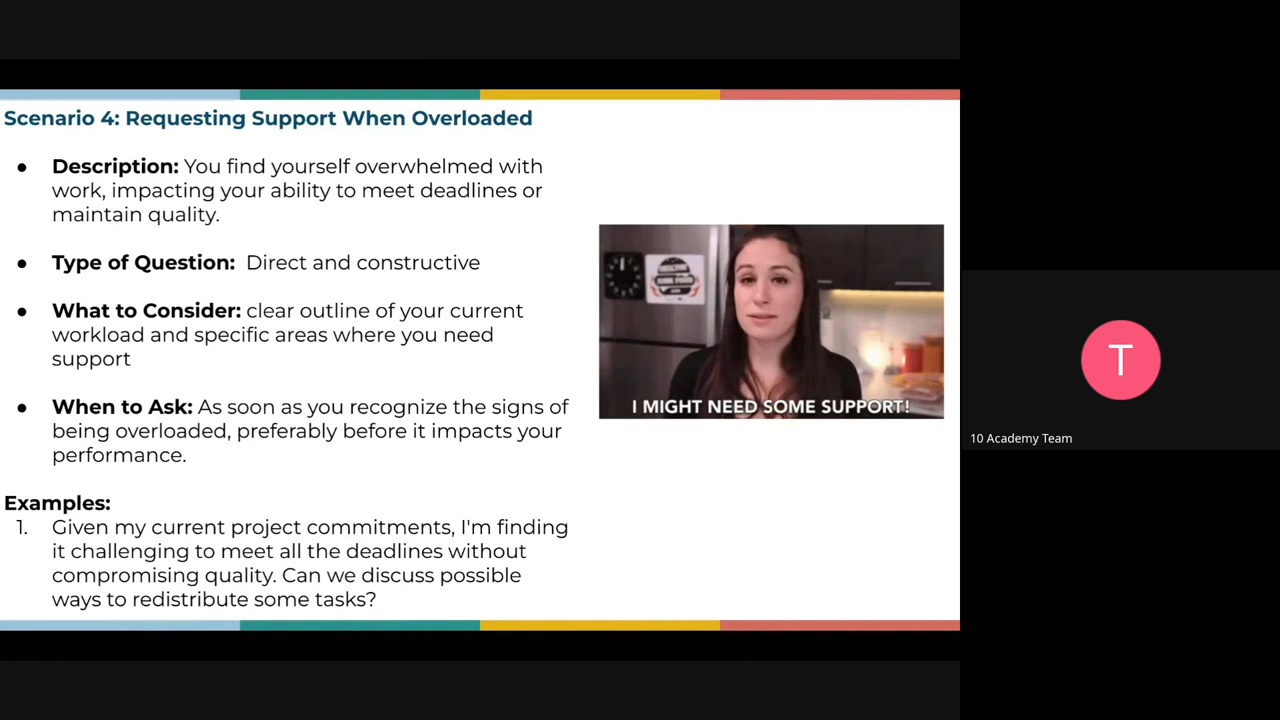 Scenario 4: Requesting Support When Overloaded
● Description: You find yourself overwhelmed with
work, impacting your ability to meet deadlines or
maintain quality.
● Type of Question: Direct and constructive
● What to Consider: clear outline of your current
workload and specific areas where you need
support
● When to Ask: As soon as you recognize the signs of
being overloaded, preferably before it impacts your
performance.
Examples:
1. Given my current project commitments, I'm finding
it challenging to meet all the deadlines without
compromising quality. Can we discuss possible
ways to redistribute some tasks?
I MIGHT NEED SOME SUPPORT!
T
10 Academy Team